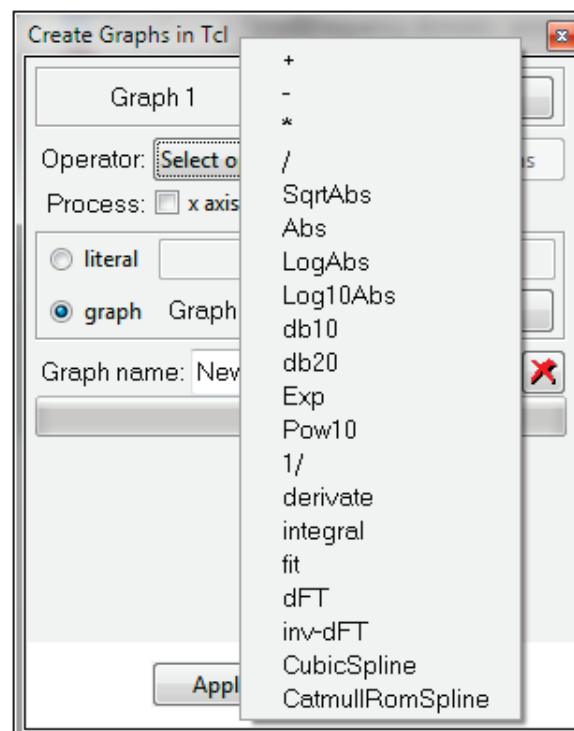 Create Graphs in Tcl
Graph 1
Operator: Select o
Process: x axis
literal
graph Graph
Graph name: New
Appl
+
-
*
/
SqrtAbs
Abs
LogAbs
Log10Abs
db10
db20
Exp
Pow10
1/
derivate
integral
fit
dFT
inv-dFT
CubicSpline
CatmullRomSpline